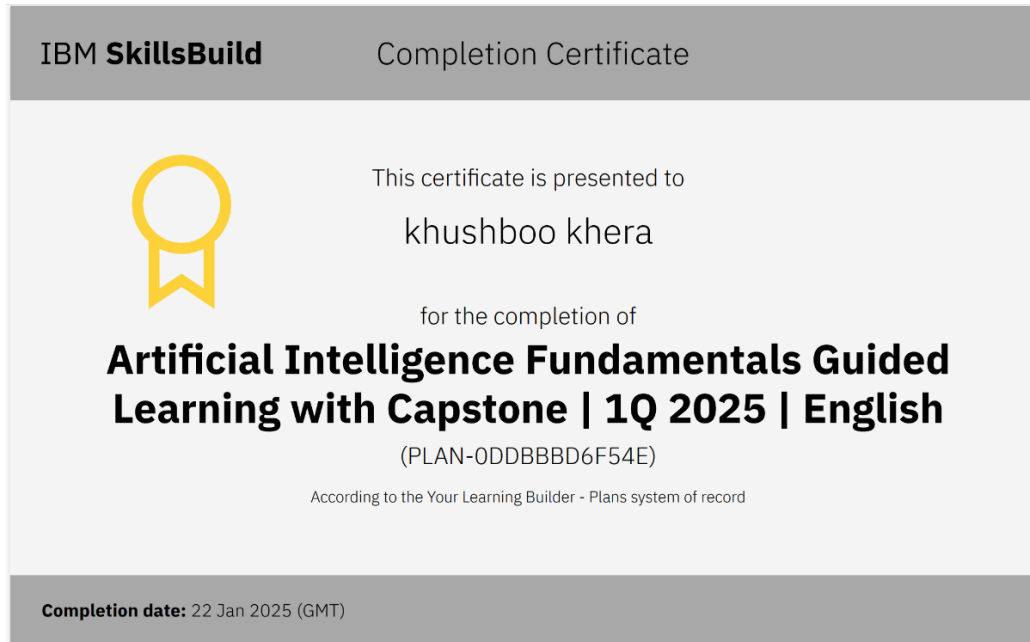 IBM SkillsBuild
Completion Certificate
This certificate is presented to
khushboo khera
for the completion of
Artificial Intelligence Fundamentals Guided
Learning with Capstone | 1Q 2025 | English
(PLAN-0DDBBBD6F54E)
According to the Your Learning Builder - Plans system of record
Completion date: 22 Jan 2025 (GMT)